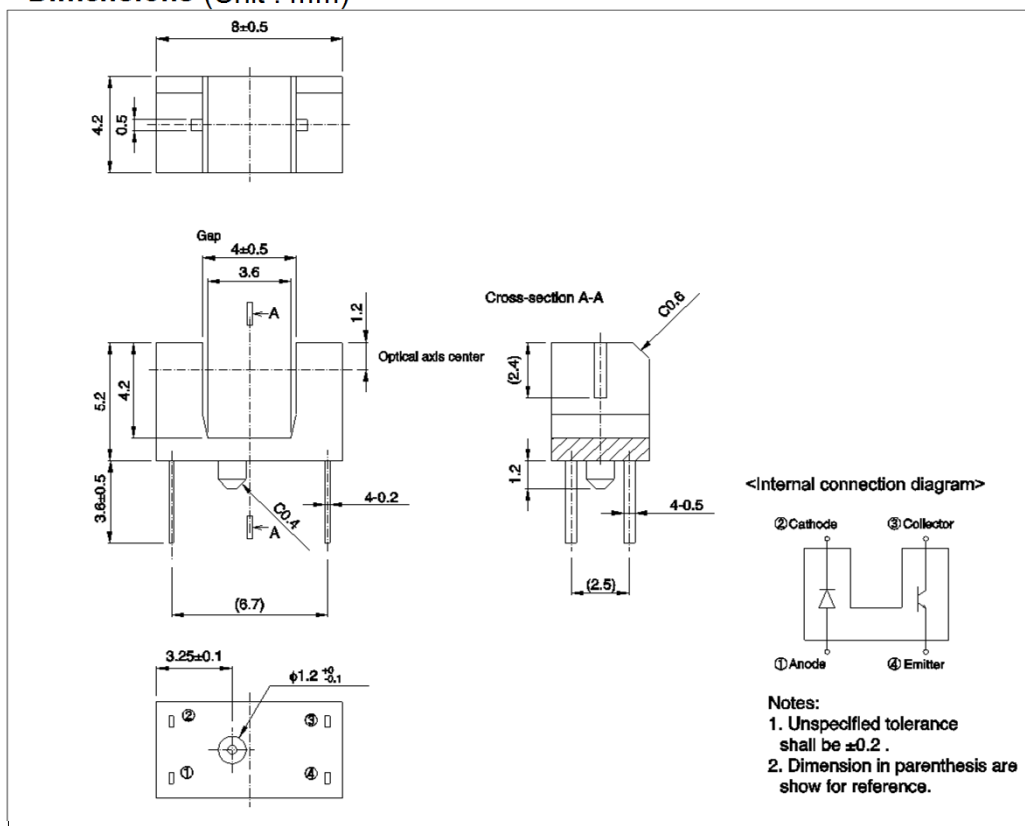 Dimensions (Unit : mm)
8±0.5
4.2
0.5
Gap
4±0.5
3.6
A
1.2
Optical axis center
5.2
4.2
3.6±0.5
C0.4
4-0.2
A
(6.7)
Cross-section A-A
C0.6
(2.4)
1.2
4-0.5
(2.5)
<Internal connection diagram>
②Cathode
③Collector
①Anode
④Emitter
3.25±0.1
ϕ1.2 +0 -0.1
②
③
①
④
Notes:
1. Unspecified tolerance
shall be ±0.2 .
2. Dimension in parenthesis are
show for reference.